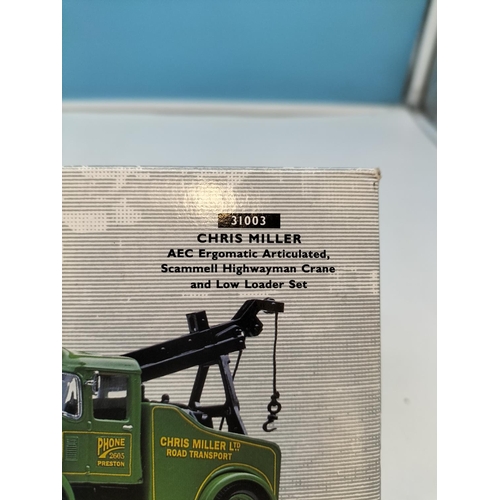 31003
CHRIS MILLER
AEC Ergomatic Articulated,
Scammell Highwayman Crane
and Low Loader Set
PHONE
2605
PRESTON
CHRIS MILLER LTD
ROAD TRANSPORT